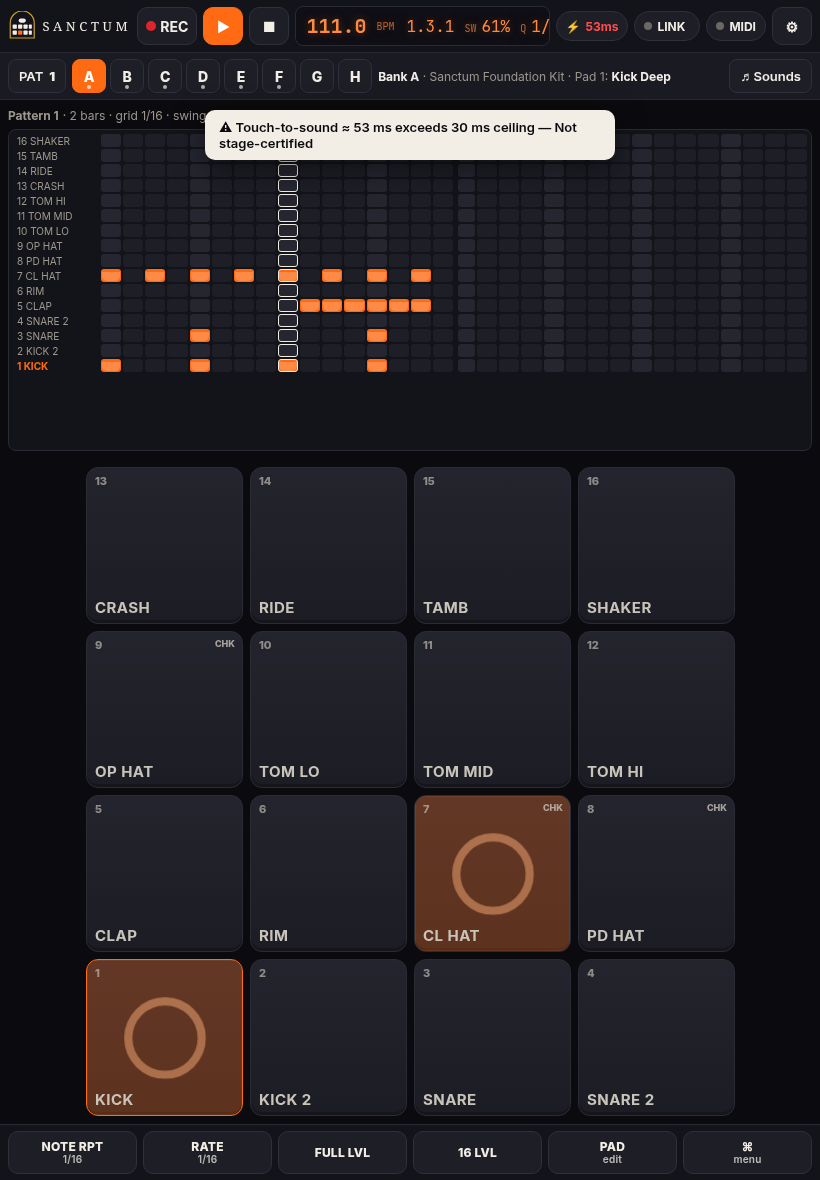 SANCTUM REC 111.0 BPM 1.3.1 SW 61% Q 1/ ⚡ 53ms LINK MIDI
PAT 1 A B C D E F G H Bank A · Sanctum Foundation Kit · Pad 1: Kick Deep ♬ Sounds
Pattern 1 · 2 bars · grid 1/16 · swing
⚠ Touch-to-sound ≈ 53 ms exceeds 30 ms ceiling — Not
stage-certified
16 SHAKER
15 TAMB
14 RIDE
13 CRASH
12 TOM HI
11 TOM MID
10 TOM LO
9 OP HAT
8 PD HAT
7 CL HAT
6 RIM
5 CLAP
4 SNARE 2
3 SNARE
2 KICK 2
1 KICK
13 14 15 16
CRASH RIDE TAMB SHAKER
9 CHK 10 11 12
OP HAT TOM LO TOM MID TOM HI
5 6 7 CHK 8 CHK
CLAP RIM CL HAT PD HAT
1 2 3 4
KICK KICK 2 SNARE SNARE 2
NOTE RPT RATE FULL LVL 16 LVL PAD ⌘
1/16 1/16 edit menu